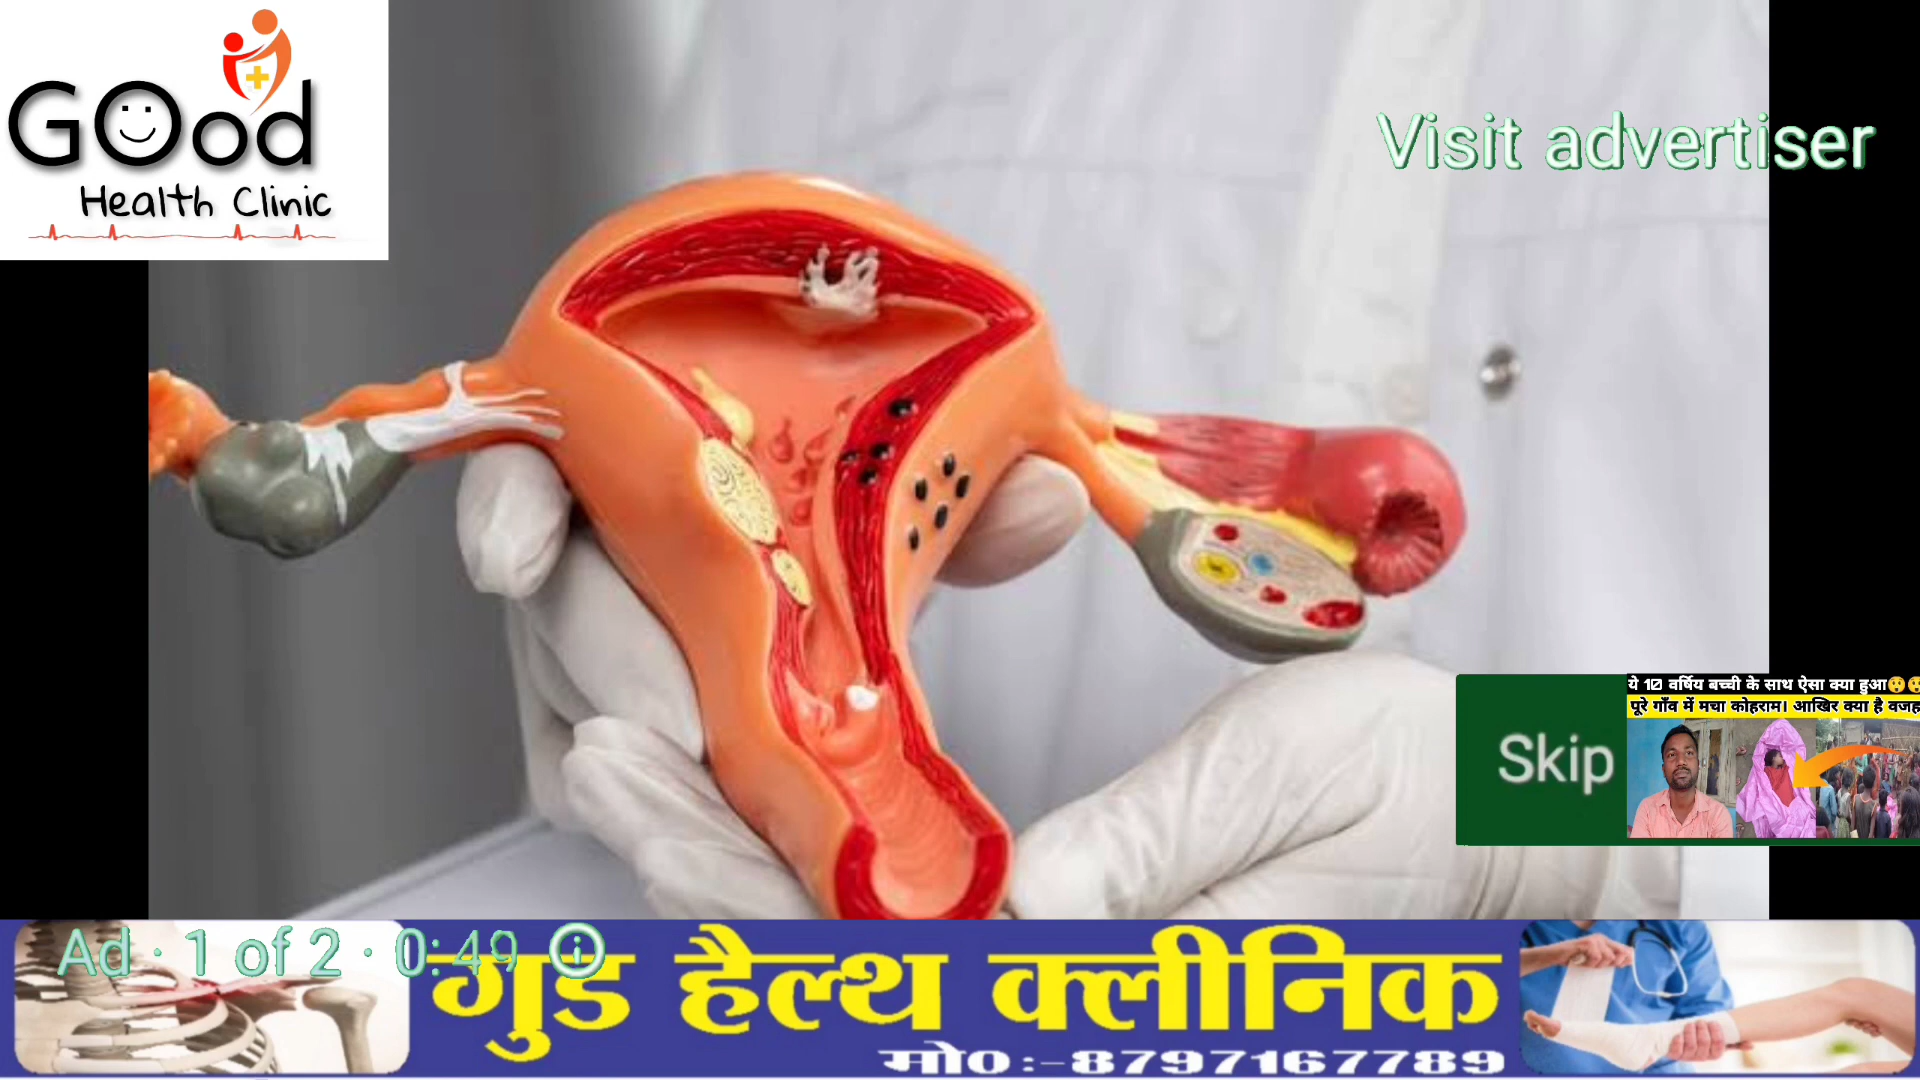 GOod
Health Clinic
Visit advertiser
ये 12 वर्षिय बच्ची के साथ ऐसा क्या हुआ😲😲
पूरे गाँव में मचा कोहराम। आखिर क्या है वजह
Skip
Ad · 1 of 2 · 0:49
गुड हैल्थ क्लीनिक
मो0:-8797167789